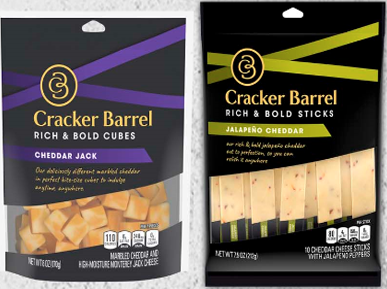 Cracker Barrel
RICH & BOLD CUBES
CHEDDAR JACK
Our deliciously different marbled cheddar
in perfect bite-size cubes to indulge
anytime, anywhere.
110
NET WT 6 OZ (170g)
MARBLED CHEDDAR AND
HIGH-MOISTURE MONTEREY JACK CHEESE
Cracker Barrel
RICH & BOLD STICKS
JALAPEÑO CHEDDAR
our rich & bold jalapeño cheddar
cut to perfection, so you can
relish it anywhere.
NET WT 7.5 OZ (212g)
10 CHEDDAR CHEESE STICKS
WITH JALAPENO PEPPERS